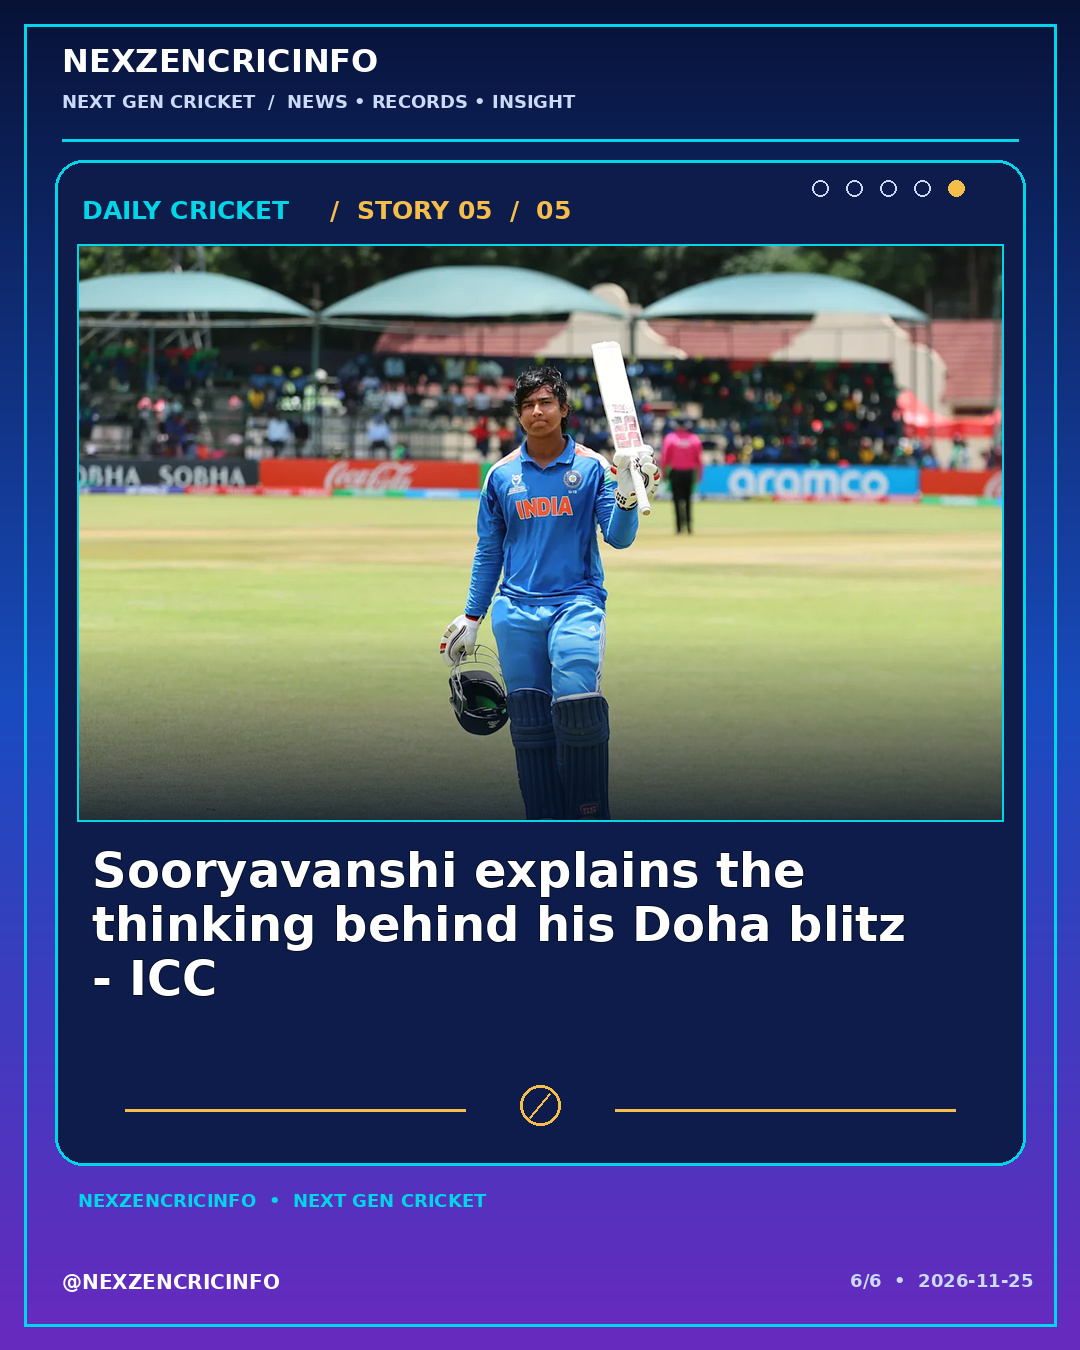 NEXZENCRICINFO
NEXT GEN CRICKET / NEWS • RECORDS • INSIGHT
DAILY CRICKET / STORY 05 / 05
OBHA SOBHA Coca-Cola aramco
INDIA
Sooryavanshi explains the
thinking behind his Doha blitz
- ICC
NEXZENCRICINFO • NEXT GEN CRICKET
@NEXZENCRICINFO
6/6 • 2026-11-25